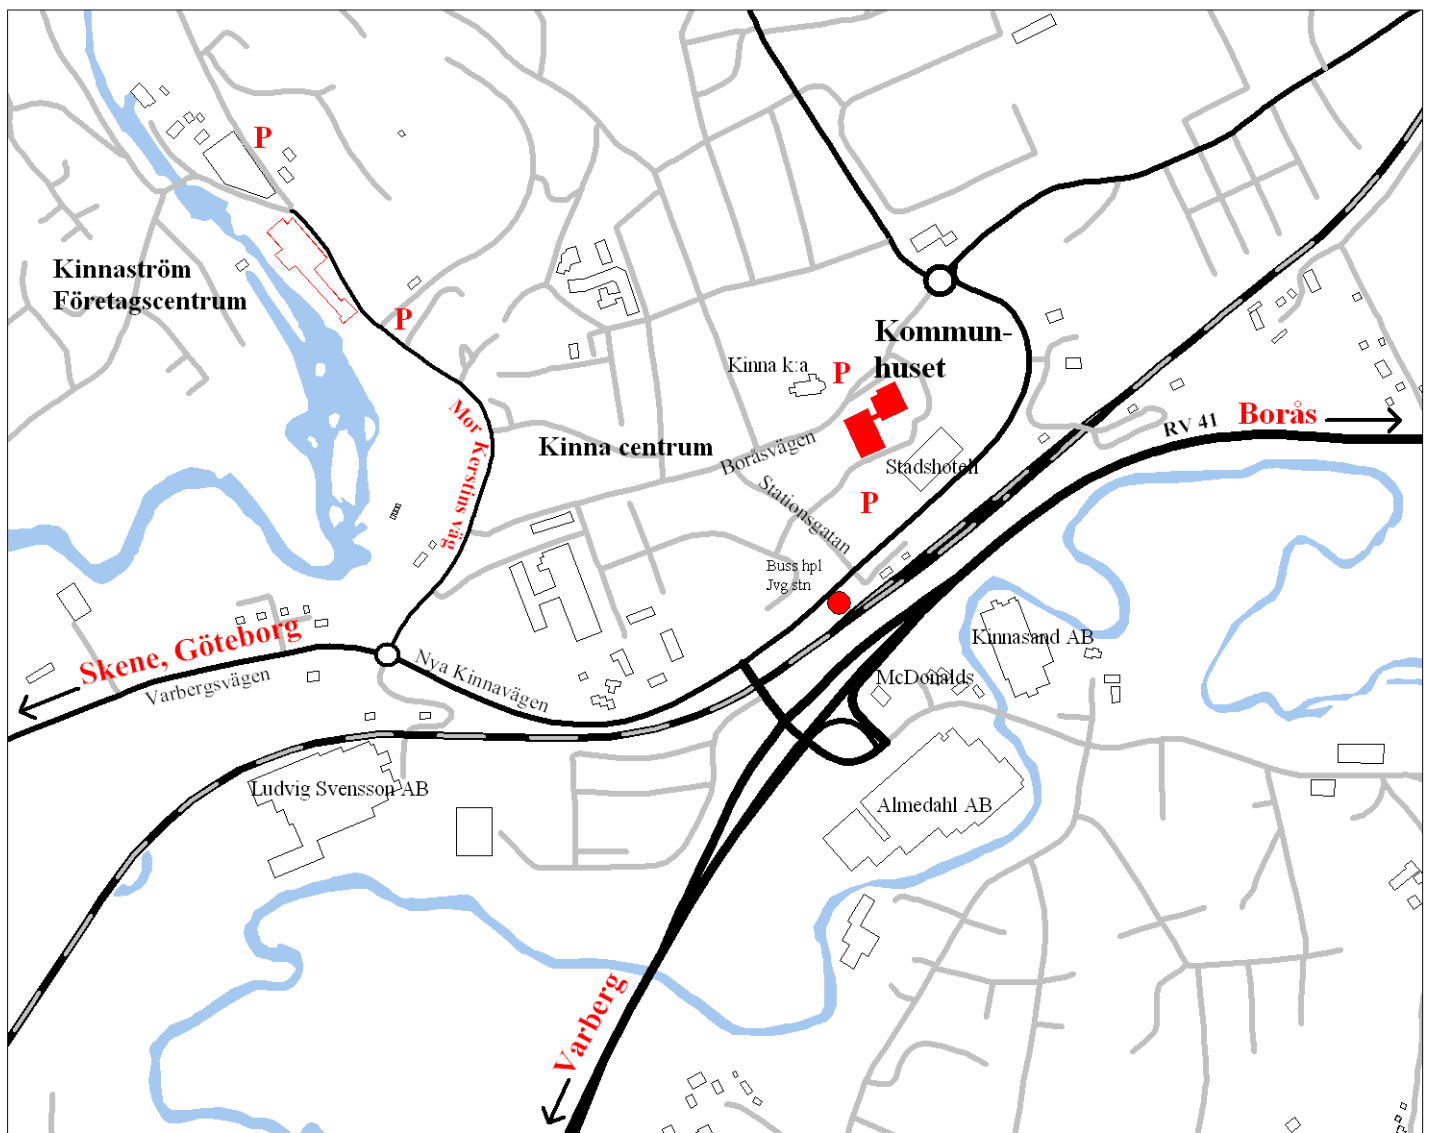 P
Kinnaström
Företagscentrum
P
Kommun-
huset
Kinna k:a
P
Mor Kerstins väg
Kinna centrum
Boråsvägen
Borås
RV 41
Stadshotell
Stationsgatan
P
Buss hpl
Jvg stn
Skene, Göteborg
Varbergsvägen
Nya Kinnavägen
Kinnasand AB
McDonalds
Ludvig Svensson AB
Almedahl AB
Varberg